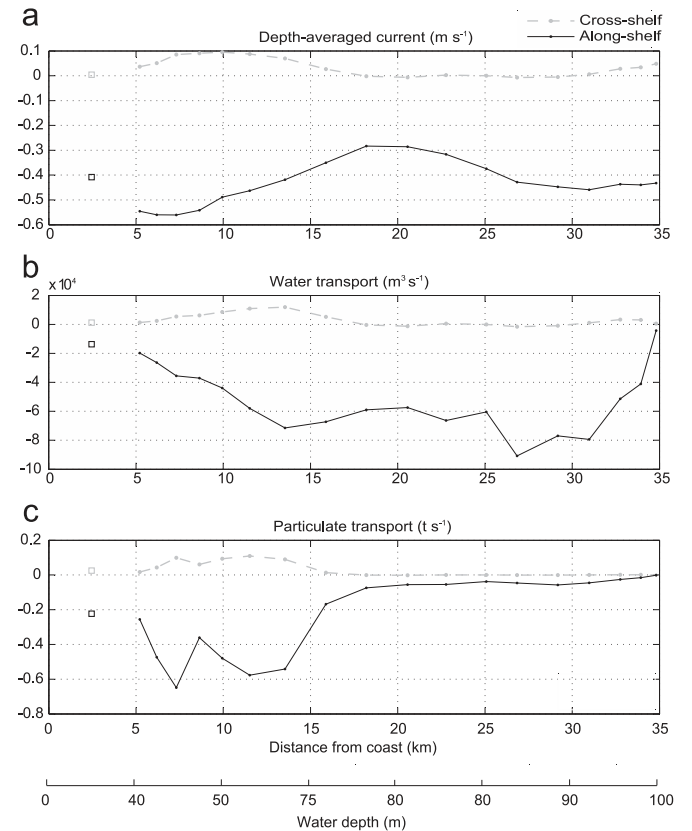 a
Cross-shelf
Along-shelf
Depth-averaged current (m s⁻¹)
0.1
0
-0.1
-0.2
-0.3
-0.4
-0.5
-0.6
0 5 10 15 20 25 30 35
b
x 10⁴
Water transport (m³ s⁻¹)
2
0
-2
-4
-6
-8
-10
0 5 10 15 20 25 30 35
c
Particulate transport (t s⁻¹)
0.2
0
-0.2
-0.4
-0.6
-0.8
0 5 10 15 20 25 30 35
Distance from coast (km)
0 40 50 75 80 80 90 100
Water depth (m)